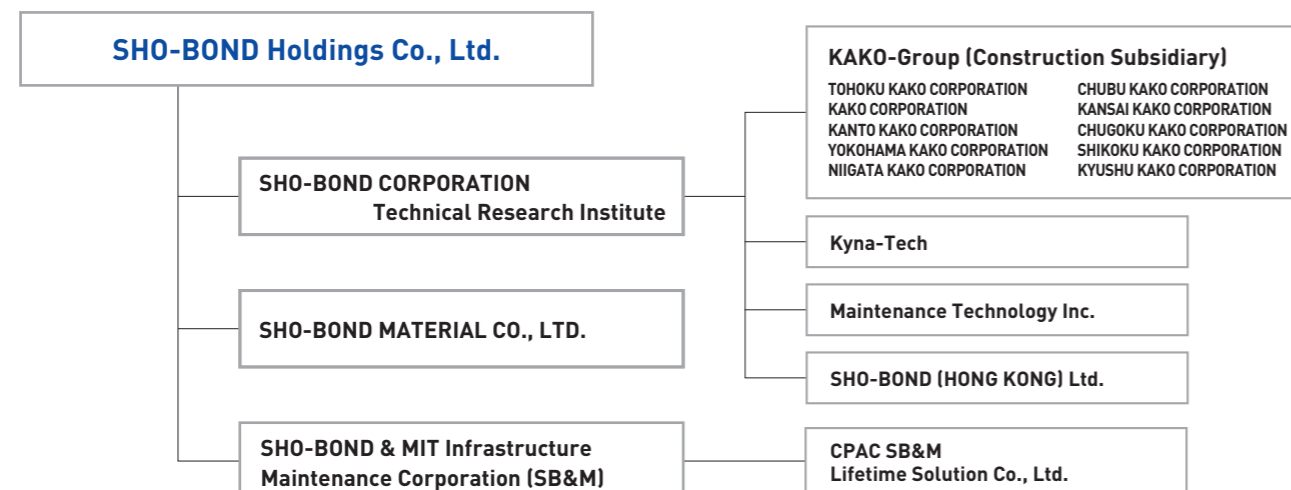 SHO-BOND Holdings Co., Ltd.
SHO-BOND CORPORATION
Technical Research Institute
SHO-BOND MATERIAL CO., LTD.
SHO-BOND & MIT Infrastructure
Maintenance Corporation (SB&M)
KAKO-Group (Construction Subsidiary)
TOHOKU KAKO CORPORATION
KAKO CORPORATION
KANTO KAKO CORPORATION
YOKOHAMA KAKO CORPORATION
NIIGATA KAKO CORPORATION
CHUBU KAKO CORPORATION
KANSAI KAKO CORPORATION
CHUGOKU KAKO CORPORATION
SHIKOKU KAKO CORPORATION
KYUSHU KAKO CORPORATION
Kyna-Tech
Maintenance Technology Inc.
SHO-BOND (HONG KONG) Ltd.
CPAC SB&M
Lifetime Solution Co., Ltd.